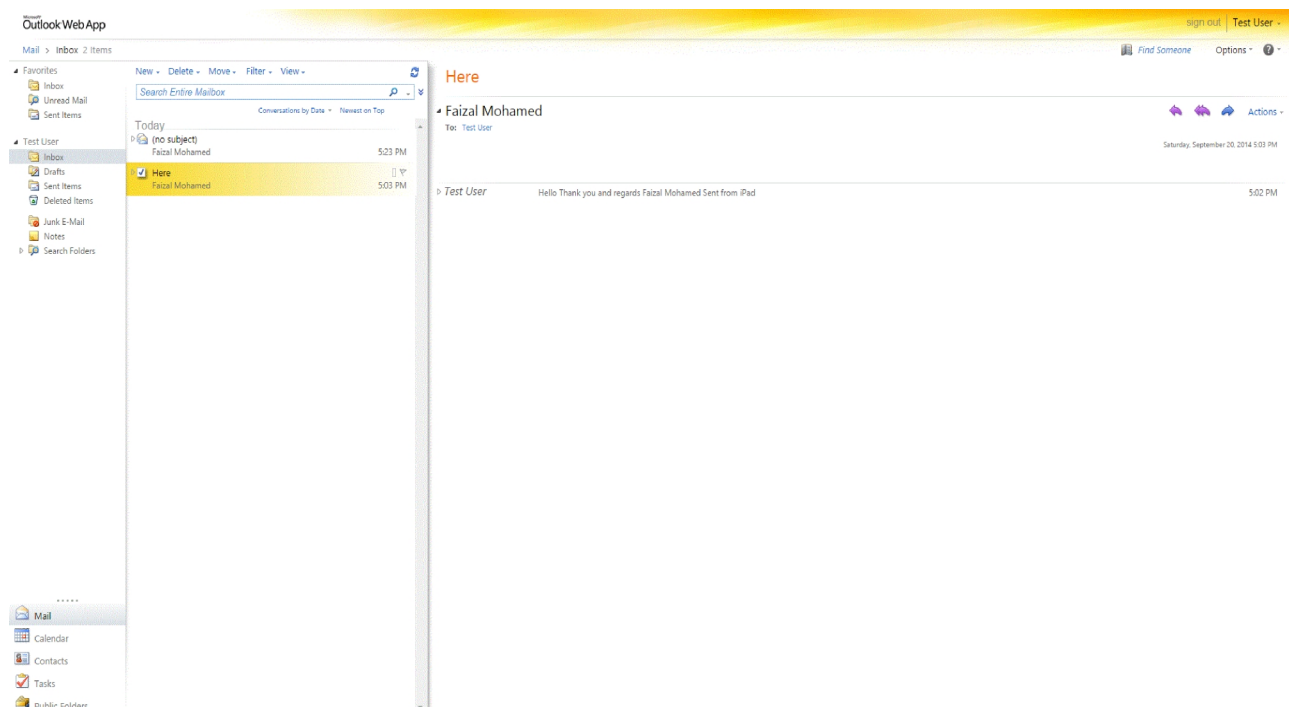 Microsoft
Outlook Web App
sign out Test User
Mail > Inbox 2 Items
Find Someone Options
Favorites
Inbox
Unread Mail
Sent Items
Test User
Inbox
Drafts
Sent Items
Deleted Items
Junk E-Mail
Notes
Search Folders
Mail
Calendar
Contacts
Tasks
Public Folders
New Delete Move Filter View
Search Entire Mailbox
Conversations by Date Newest on Top
Today
(no subject)
Faizal Mohamed 5:23 PM
Here
Faizal Mohamed 5:03 PM
Here
Faizal Mohamed
Actions
To: Test User
Saturday, September 20, 2014 5:03 PM
Test User Hello Thank you and regards Faizal Mohamed Sent from iPad 5:02 PM